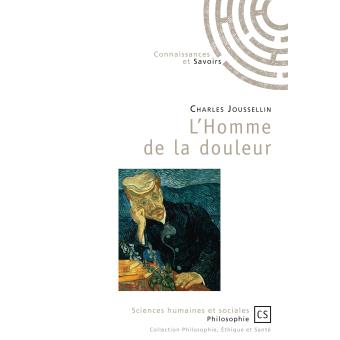 Connaissances
et Savoirs
Charles Joussellin
L'Homme
de la douleur
Sciences humaines et sociales
Philosophie
CS
Collection Philosophie, Éthique et Santé